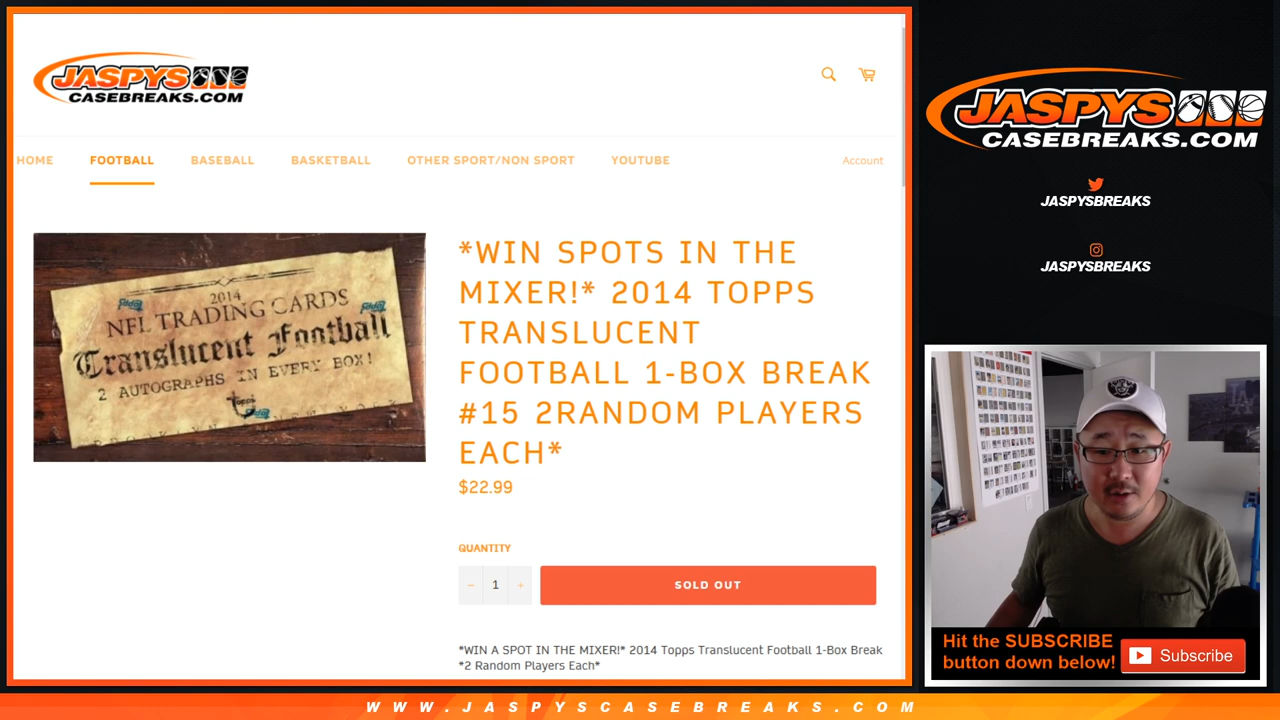 JASPYS
CASEBREAKS.COM
HOME
FOOTBALL
BASEBALL
BASKETBALL
OTHER SPORT/NON SPORT
YOUTUBE
Account
2014
NFL TRADING CARDS
Translucent Football
2 AUTOGRAPHS IN EVERY BOX!
topps
*WIN SPOTS IN THE
MIXER!* 2014 TOPPS
TRANSLUCENT
FOOTBALL 1-BOX BREAK
#15 2RANDOM PLAYERS
EACH*
$22.99
QUANTITY
− 1 +
SOLD OUT
*WIN A SPOT IN THE MIXER!* 2014 Topps Translucent Football 1-Box Break
*2 Random Players Each*
JASPYS
CASEBREAKS.COM
JASPYSBREAKS
JASPYSBREAKS
Hit the SUBSCRIBE
button down below!
Subscribe
WWW.JASPYSCASEBREAKS.COM